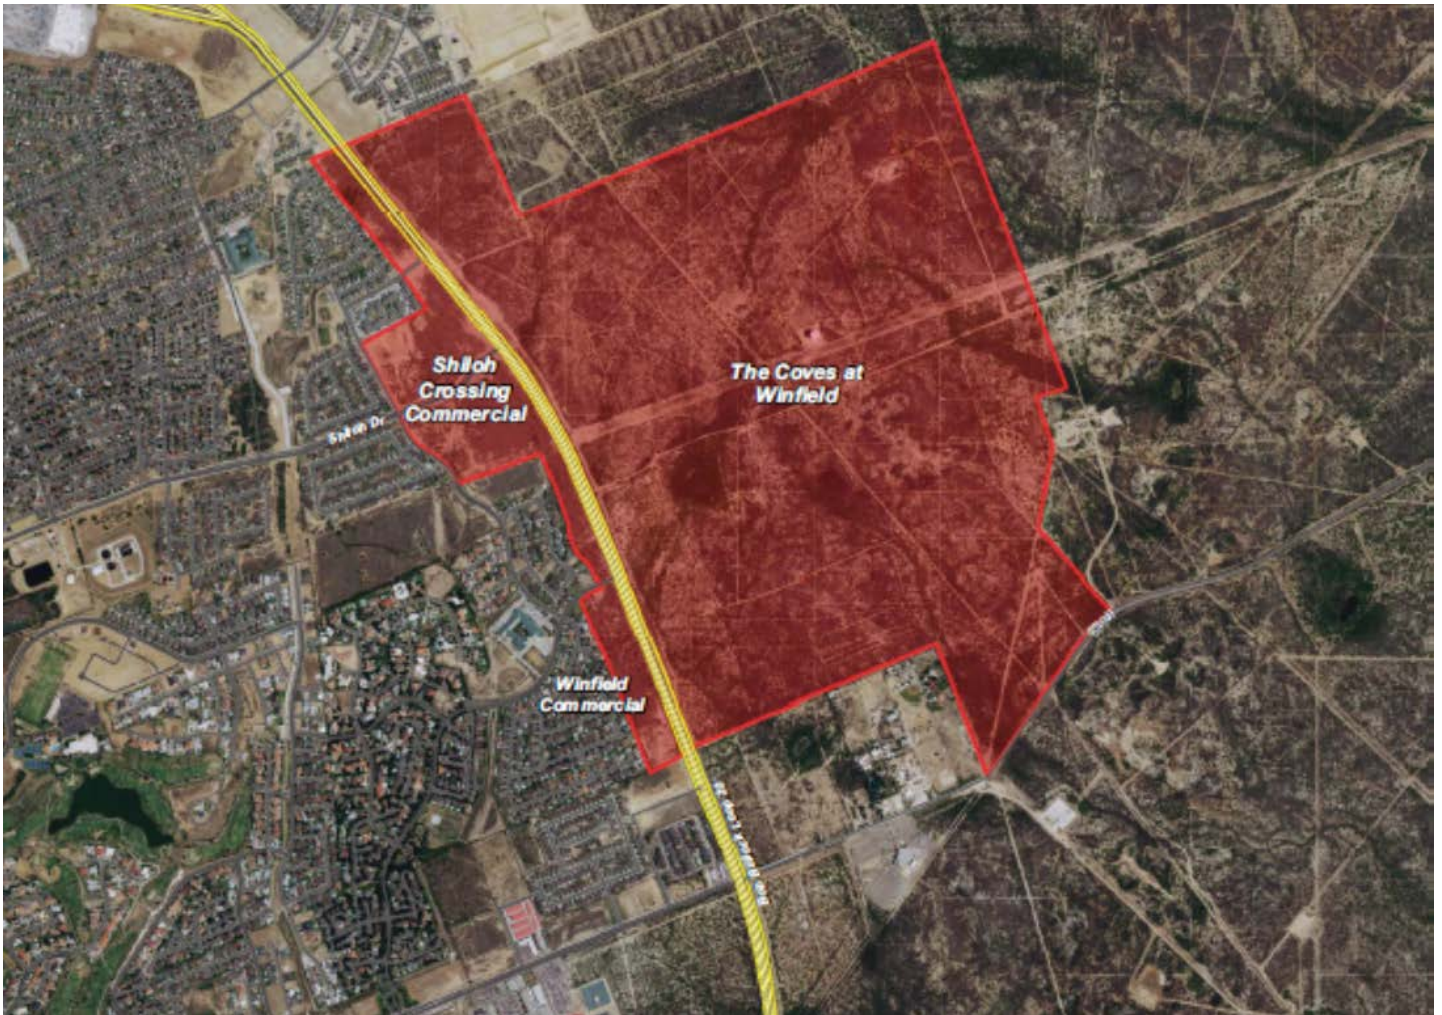 Shiloh
Crossing
Commercial
The Coves at
Winfield
Shiloh Dr
Winfield
Commercial